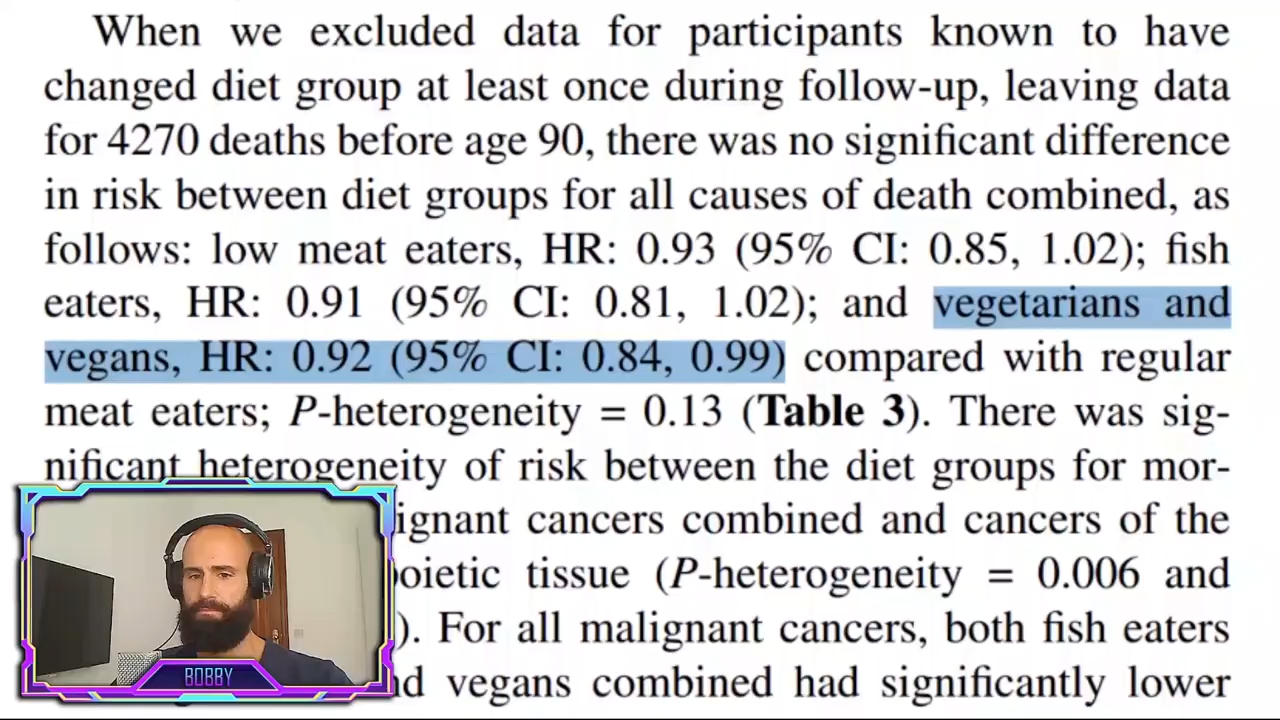 When we excluded data for participants known to have
changed diet group at least once during follow-up, leaving data
for 4270 deaths before age 90, there was no significant difference
in risk between diet groups for all causes of death combined, as
follows: low meat eaters, HR: 0.93 (95% CI: 0.85, 1.02); fish
eaters, HR: 0.91 (95% CI: 0.81, 1.02); and vegetarians and
vegans, HR: 0.92 (95% CI: 0.84, 0.99) compared with regular
meat eaters; P-heterogeneity = 0.13 (Table 3). There was sig-
nificant heterogeneity of risk between the diet groups for mor-
ignant cancers combined and cancers of the
poietic tissue (P-heterogeneity = 0.006 and
). For all malignant cancers, both fish eaters
vegans combined had significantly lower
BOBBY